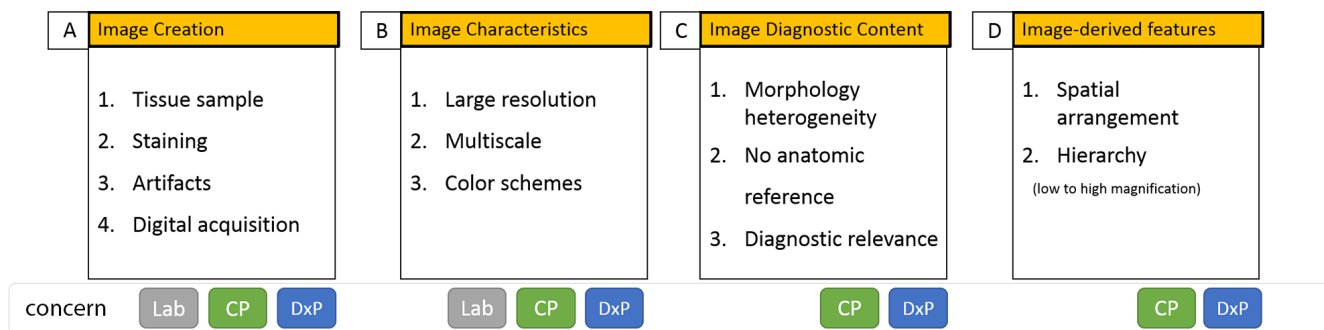 A Image Creation
1. Tissue sample
2. Staining
3. Artifacts
4. Digital acquisition
B Image Characteristics
1. Large resolution
2. Multiscale
3. Color schemes
C Image Diagnostic Content
1. Morphology
heterogeneity
2. No anatomic
reference
3. Diagnostic relevance
D Image-derived features
1. Spatial
arrangement
2. Hierarchy
(low to high magnification)
concern Lab CP DxP Lab CP DxP CP DxP CP DxP